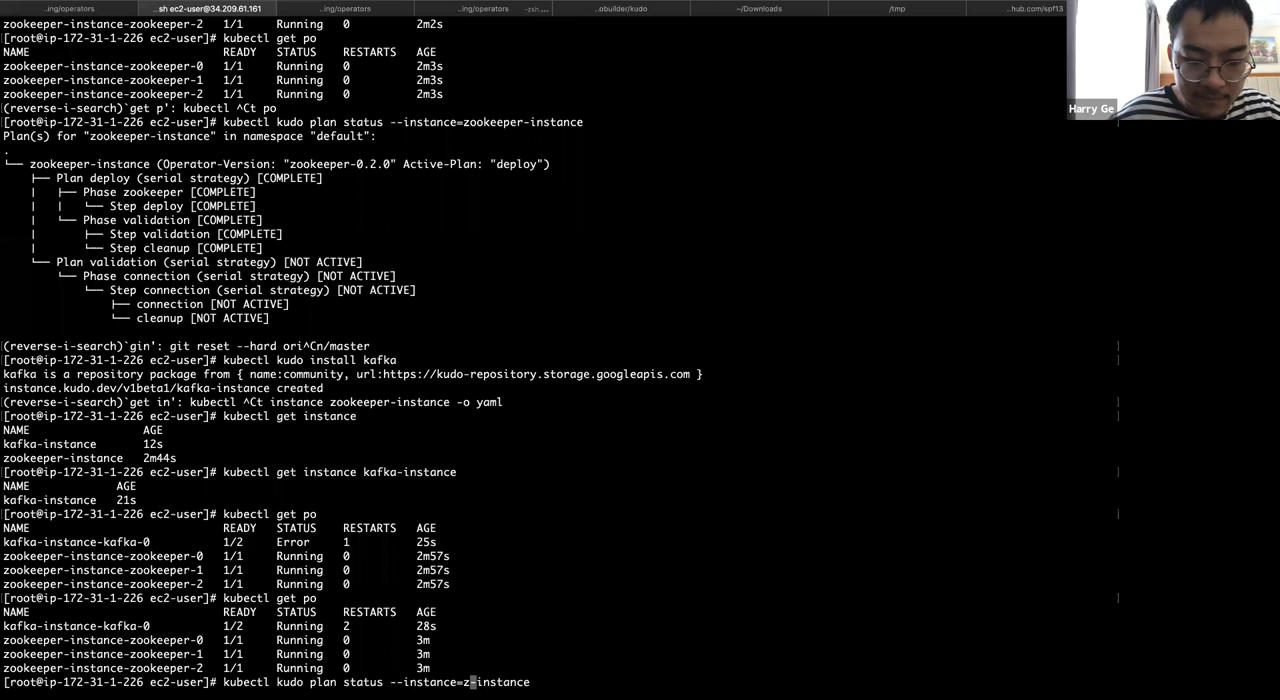 ..ing/operators ...sh ec2-user@34.209.61.161 ..ing/operators ..ing/operators -zsh ..obuilder/kudo ~/Downloads /tmp ...hub.com/spf13
zookeeper-instance-zookeeper-2 1/1 Running 0 2m2s
[root@ip-172-31-1-226 ec2-user]# kubectl get po
NAME READY STATUS RESTARTS AGE
zookeeper-instance-zookeeper-0 1/1 Running 0 2m3s
zookeeper-instance-zookeeper-1 1/1 Running 0 2m3s
zookeeper-instance-zookeeper-2 1/1 Running 0 2m3s
(reverse-i-search)`get p': kubectl ^Ct po
[root@ip-172-31-1-226 ec2-user]# kubectl kudo plan status --instance=zookeeper-instance
Plan(s) for "zookeeper-instance" in namespace "default":
.
└── zookeeper-instance (Operator-Version: "zookeeper-0.2.0" Active-Plan: "deploy")
├── Plan deploy (serial strategy) [COMPLETE]
│ ├── Phase zookeeper [COMPLETE]
│ │ └── Step deploy [COMPLETE]
│ └── Phase validation [COMPLETE]
│ ├── Step validation [COMPLETE]
│ └── Step cleanup [COMPLETE]
└── Plan validation (serial strategy) [NOT ACTIVE]
└── Phase connection (serial strategy) [NOT ACTIVE]
└── Step connection (serial strategy) [NOT ACTIVE]
├── connection [NOT ACTIVE]
└── cleanup [NOT ACTIVE]
(reverse-i-search)`gin': git reset --hard ori^Cn/master
[root@ip-172-31-1-226 ec2-user]# kubectl kudo install kafka
kafka is a repository package from { name:community, url:https://kudo-repository.storage.googleapis.com }
instance.kudo.dev/v1beta1/kafka-instance created
(reverse-i-search)`get in': kubectl ^Ct instance zookeeper-instance -o yaml
[root@ip-172-31-1-226 ec2-user]# kubectl get instance
NAME AGE
kafka-instance 12s
zookeeper-instance 2m44s
[root@ip-172-31-1-226 ec2-user]# kubectl get instance kafka-instance
NAME AGE
kafka-instance 21s
[root@ip-172-31-1-226 ec2-user]# kubectl get po
NAME READY STATUS RESTARTS AGE
kafka-instance-kafka-0 1/2 Error 1 25s
zookeeper-instance-zookeeper-0 1/1 Running 0 2m57s
zookeeper-instance-zookeeper-1 1/1 Running 0 2m57s
zookeeper-instance-zookeeper-2 1/1 Running 0 2m57s
[root@ip-172-31-1-226 ec2-user]# kubectl get po
NAME READY STATUS RESTARTS AGE
kafka-instance-kafka-0 1/2 Running 2 28s
zookeeper-instance-zookeeper-0 1/1 Running 0 3m
zookeeper-instance-zookeeper-1 1/1 Running 0 3m
zookeeper-instance-zookeeper-2 1/1 Running 0 3m
[root@ip-172-31-1-226 ec2-user]# kubectl kudo plan status --instance=z-instance
Harry Ge